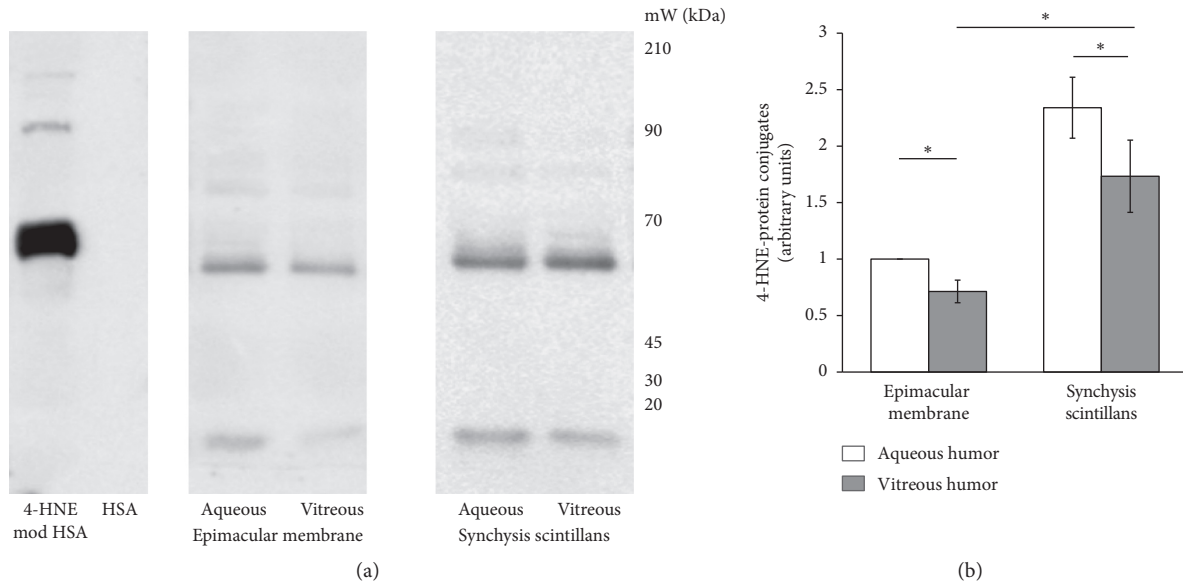 mW (kDa)
210
90
70
45
30
20
4-HNE
mod HSA
HSA
Aqueous
Vitreous
Epimacular membrane
Aqueous
Vitreous
Synchysis scintillans
(a)
4-HNE-protein conjugates
(arbitrary units)
3
2.5
2
1.5
1
0.5
0
*
*
*
Epimacular
membrane
Synchysis
scintillans
Aqueous humor
Vitreous humor
(b)